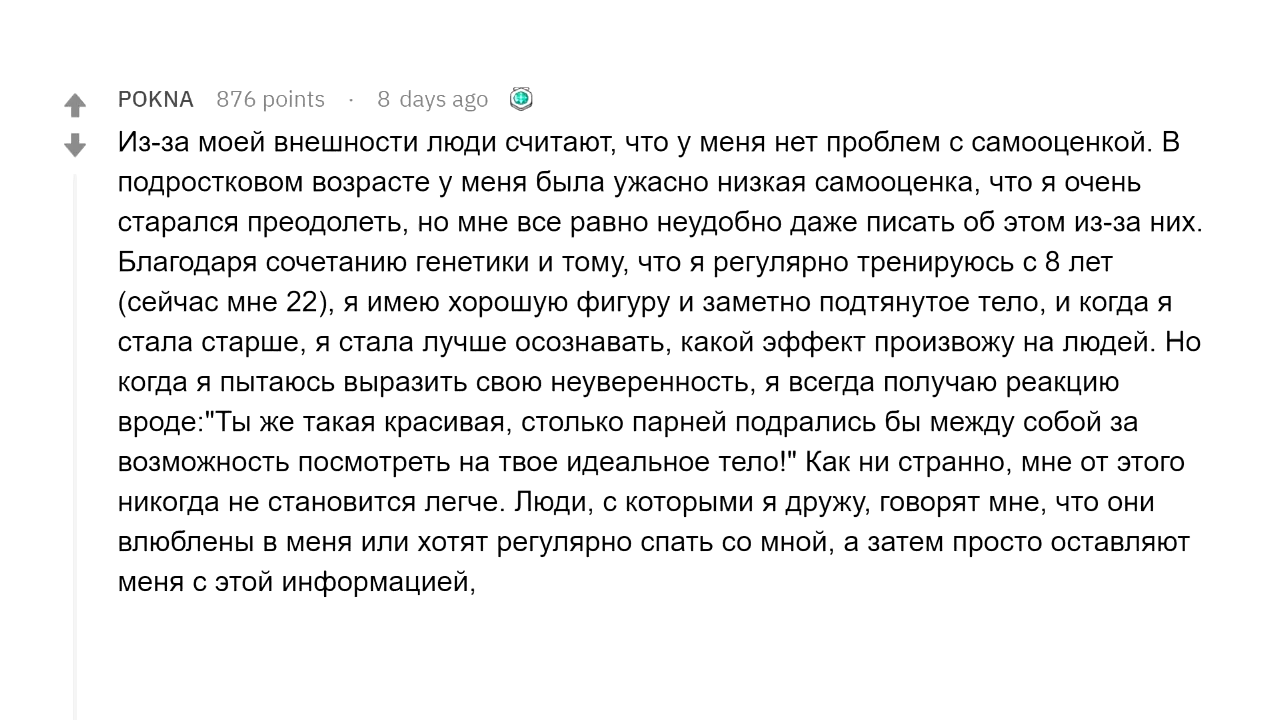 POKNA 876 points · 8 days ago
Из-за моей внешности люди считают, что у меня нет проблем с самооценкой. В
подростковом возрасте у меня была ужасно низкая самооценка, что я очень
старался преодолеть, но мне все равно неудобно даже писать об этом из-за них.
Благодаря сочетанию генетики и тому, что я регулярно тренируюсь с 8 лет
(сейчас мне 22), я имею хорошую фигуру и заметно подтянутое тело, и когда я
стала старше, я стала лучше осознавать, какой эффект произвожу на людей. Но
когда я пытаюсь выразить свою неуверенность, я всегда получаю реакцию
вроде:"Ты же такая красивая, столько парней подрались бы между собой за
возможность посмотреть на твое идеальное тело!" Как ни странно, мне от этого
никогда не становится легче. Люди, с которыми я дружу, говорят мне, что они
влюблены в меня или хотят регулярно спать со мной, а затем просто оставляют
меня с этой информацией,